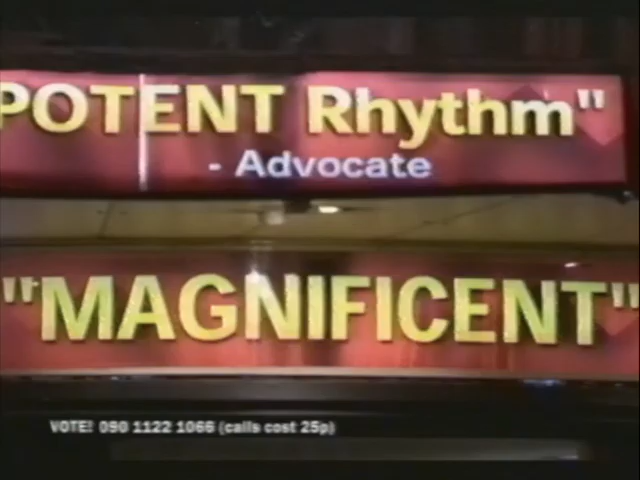 POTENT Rhythm"
- Advocate
"MAGNIFICENT"
VOTE! 090 1122 1066 (calls cost 25p)